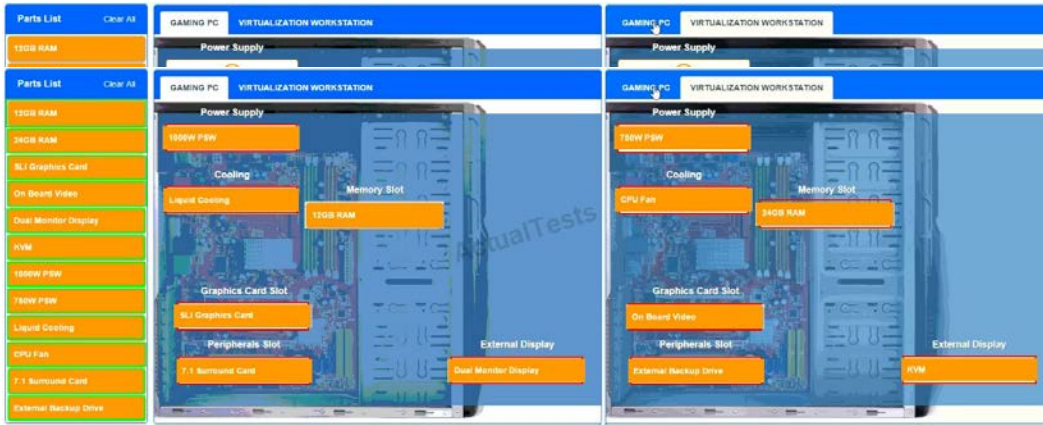 Parts List Clear All
12GB RAM
GAMING PC VIRTUALIZATION WORKSTATION
Power Supply
GAMING PC VIRTUALIZATION WORKSTATION
Power Supply
Parts List Clear All
12GB RAM
24GB RAM
SLI Graphics Card
On Board Video
Dual Monitor Display
KVM
1000W PSW
750W PSW
Liquid Cooling
CPU Fan
7.1 Surround Card
External Backup Drive
GAMING PC VIRTUALIZATION WORKSTATION
Power Supply
1000W PSW
Cooling
Liquid Cooling
Memory Slot
12GB RAM
Graphics Card Slot
SLI Graphics Card
Peripherals Slot
7.1 Surround Card
External Display
Dual Monitor Display
ActualTests
GAMING PC VIRTUALIZATION WORKSTATION
Power Supply
750W PSW
Cooling
CPU Fan
Memory Slot
24GB RAM
Graphics Card Slot
On Board Video
Peripherals Slot
External Backup Drive
External Display
KVM